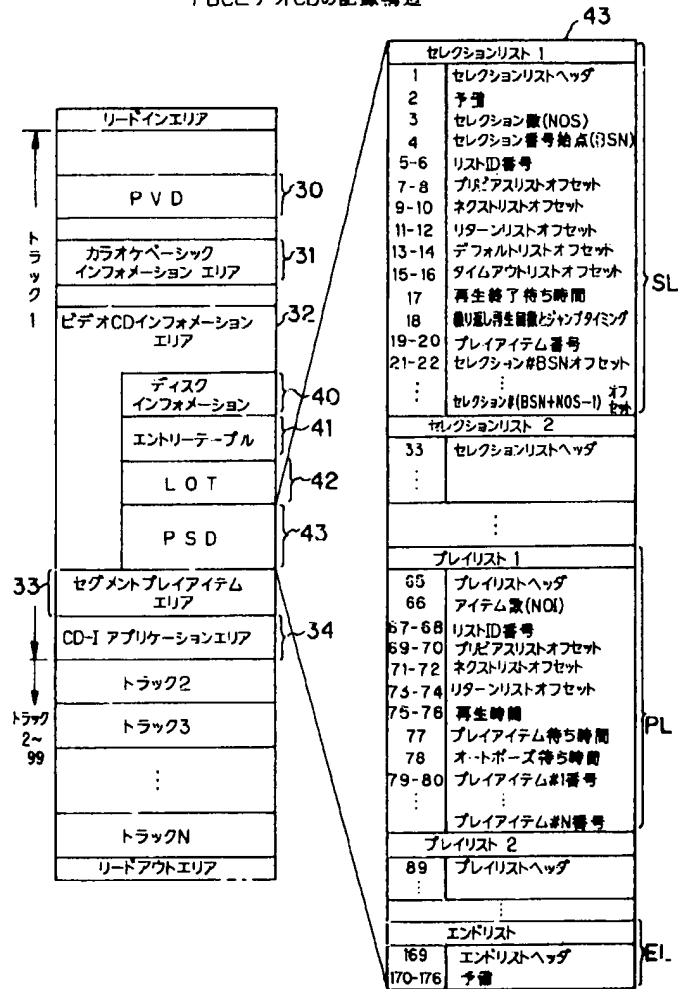 PBCビデオCDの記録構造
43
リードインエリア
PVD
30
カラオケベーシック
インフォメーション エリア
31
ビデオCDインフォメーション
エリア
32
ディスク
インフォメーション
40
エントリーテーブル
41
LOT
42
PSD
43
33
セグメントプレイアイテム
エリア
CD-I アプリケーションエリア
34
トラック2
トラック3
⋮
トラックN
リードアウトエリア
トラック1
トラック
2~
99
セレクションリスト 1
1 セレクションリストヘッダ
2 予備
3 セレクション数(NOS)
4 セレクション番号始点(BSN)
5-6 リストID番号
7-8 プリビアスリストオフセット
9-10 ネクストリストオフセット
11-12 リターンリストオフセット
13-14 デフォルトリストオフセット
15-16 タイムアウトリストオフセット
17 再生終了待ち時間
18 繰り返し再生回数とジャンプタイミング
19-20 プレイアイテム番号
21-22 セレクション#BSNオフセット
⋮ ⋮
セレクション#(BSN+NOS-1) オフセット
SL
セレクションリスト 2
33 セレクションリストヘッダ
⋮ ⋮
⋮
プレイリスト 1
65 プレイリストヘッダ
66 アイテム数(NOI)
67-68 リストID番号
69-70 プリビアスリストオフセット
71-72 ネクストリストオフセット
73-74 リターンリストオフセット
75-76 再生時間
77 プレイアイテム待ち時間
78 オートポーズ待ち時間
79-80 プレイアイテム#1番号
⋮ ⋮
プレイアイテム#N番号
PL
プレイリスト 2
89 プレイリストヘッダ
⋮ ⋮
⋮
エンドリスト
169 エンドリストヘッダ
170-176 予備
EL